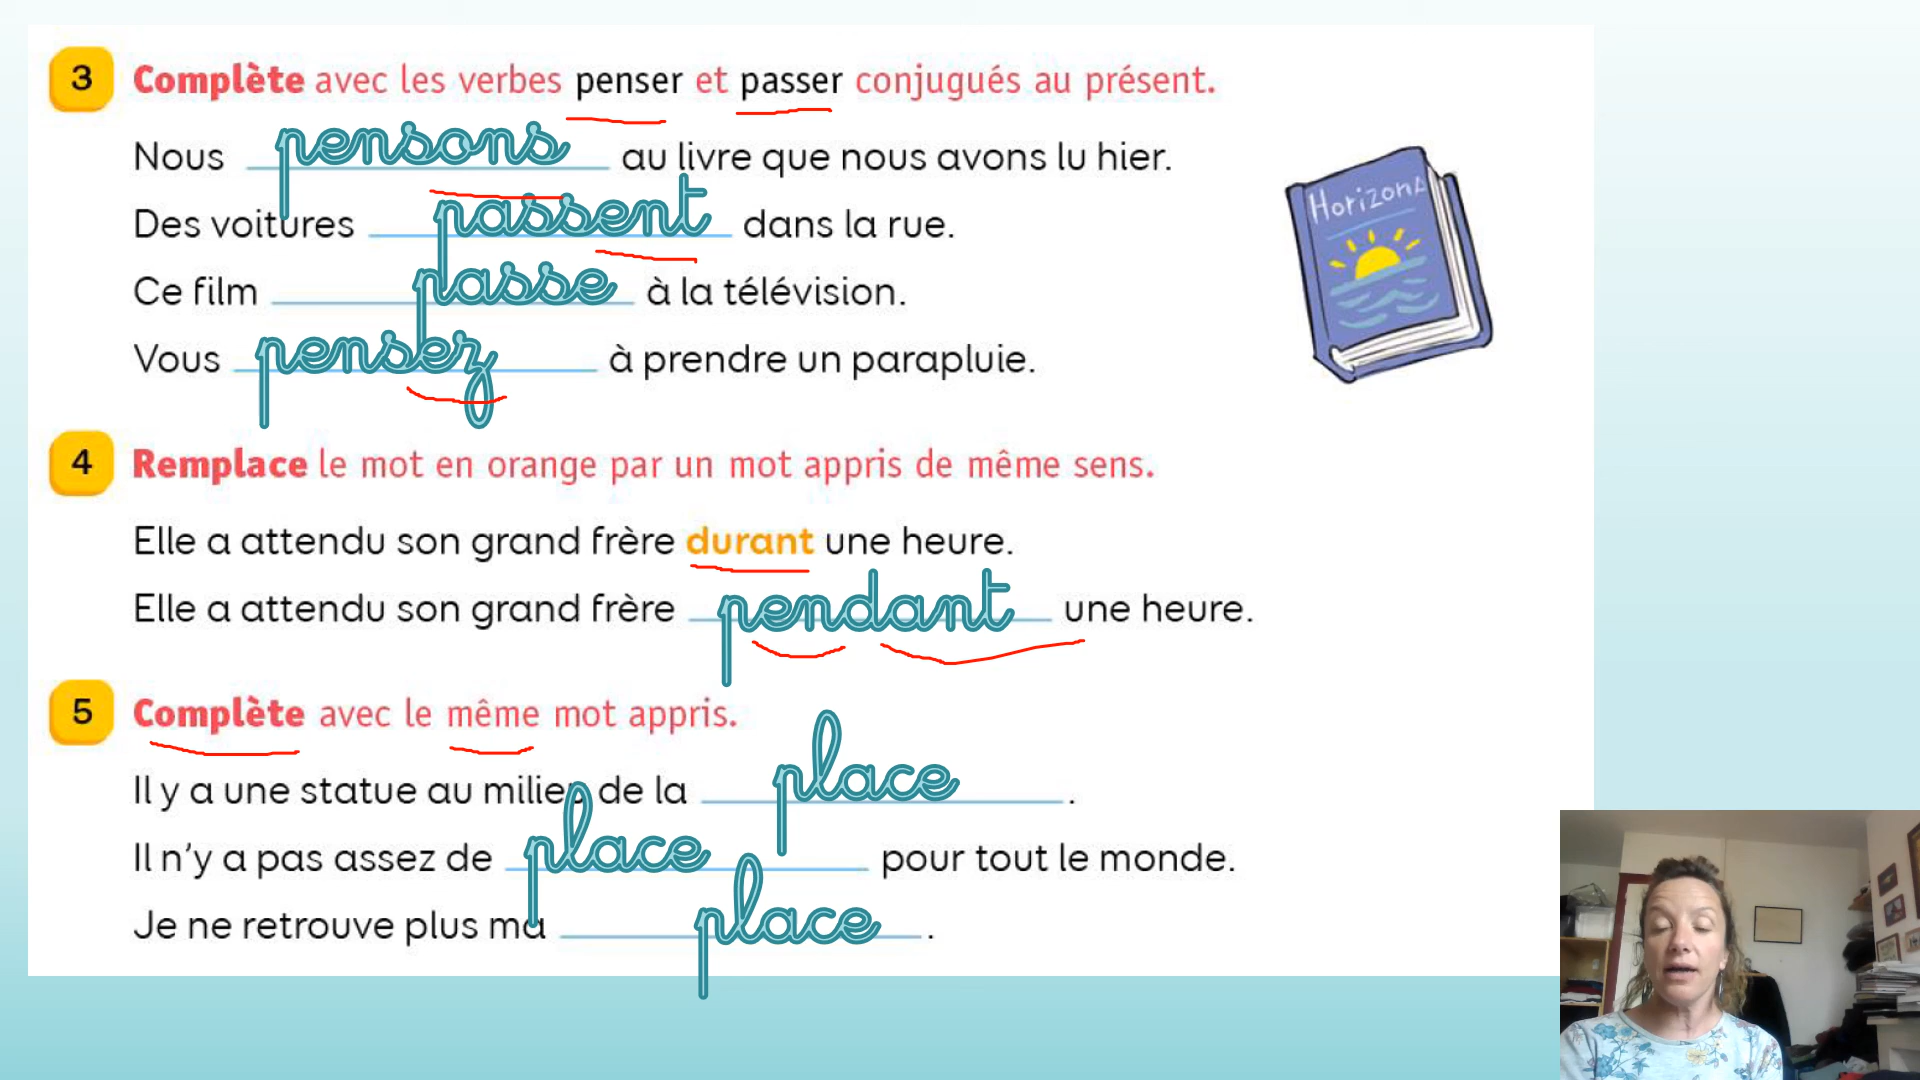 3 Complète avec les verbes penser et passer conjugués au présent.
Nous pensons au livre que nous avons lu hier.
Des voitures passent dans la rue.
Ce film passe à la télévision.
Vous pensez à prendre un parapluie.
Horizons
4 Remplace le mot en orange par un mot appris de même sens.
Elle a attendu son grand frère durant une heure.
Elle a attendu son grand frère pendant une heure.
5 Complète avec le même mot appris.
Il y a une statue au milieu de la place.
Il n'y a pas assez de place pour tout le monde.
Je ne retrouve plus ma place.